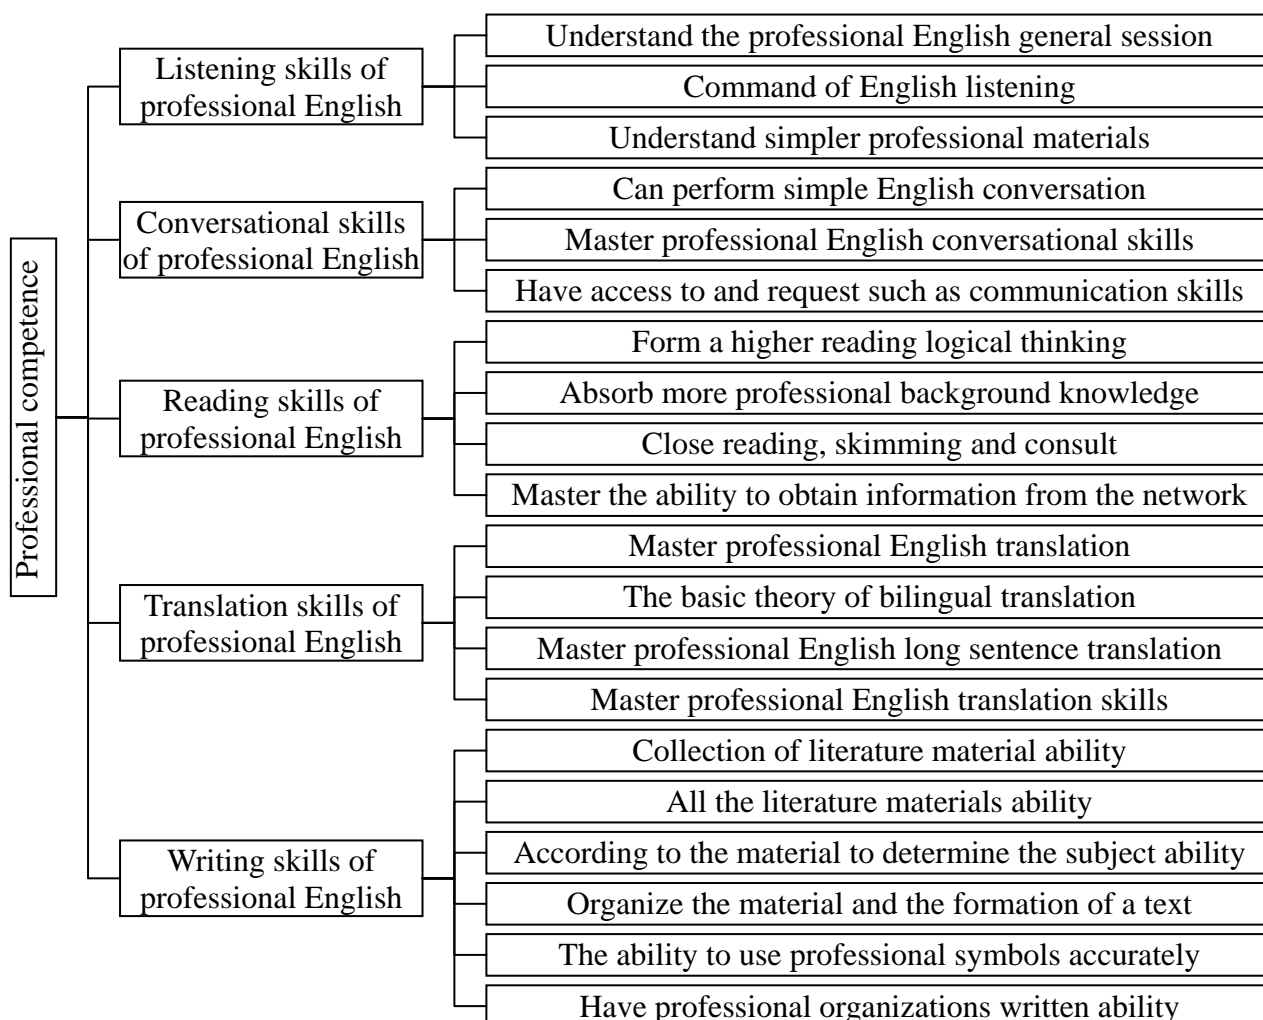 Professional competence
Listening skills of
professional English
Understand the professional English general session
Command of English listening
Understand simpler professional materials
Conversational skills
of professional English
Can perform simple English conversation
Master professional English conversational skills
Have access to and request such as communication skills
Reading skills of
professional English
Form a higher reading logical thinking
Absorb more professional background knowledge
Close reading, skimming and consult
Master the ability to obtain information from the network
Translation skills of
professional English
Master professional English translation
The basic theory of bilingual translation
Master professional English long sentence translation
Master professional English translation skills
Writing skills of
professional English
Collection of literature material ability
All the literature materials ability
According to the material to determine the subject ability
Organize the material and the formation of a text
The ability to use professional symbols accurately
Have professional organizations written ability